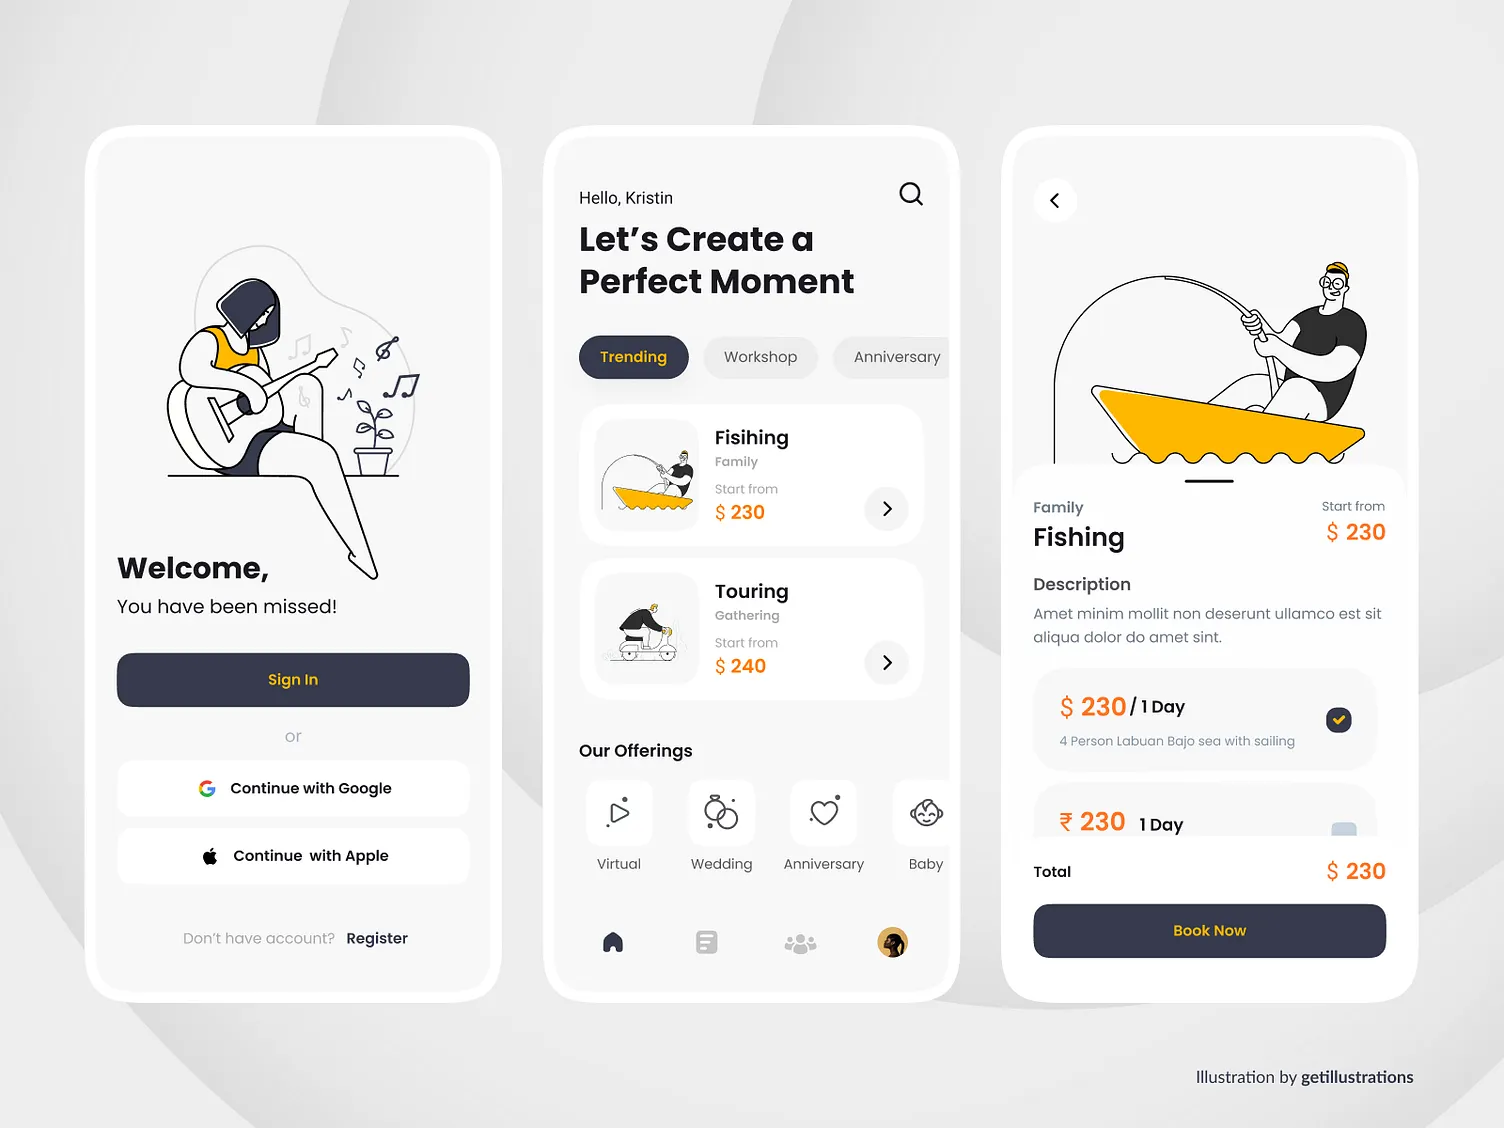 Welcome,
You have been missed!
Sign In
or
Continue with Google
Continue with Apple
Don't have account? Register
Hello, Kristin
Let's Create a
Perfect Moment
Trending
Workshop
Anniversary
Fisihing
Family
Start from
$ 230
Touring
Gathering
Start from
$ 240
Our Offerings
Virtual
Wedding
Anniversary
Baby
Family
Start from
Fishing
$ 230
Description
Amet minim mollit non deserunt ullamco est sit
aliqua dolor do amet sint.
$ 230 / 1 Day
4 Person Labuan Bajo sea with sailing
₹ 230 1 Day
Total
$ 230
Book Now
Illustration by getillustrations